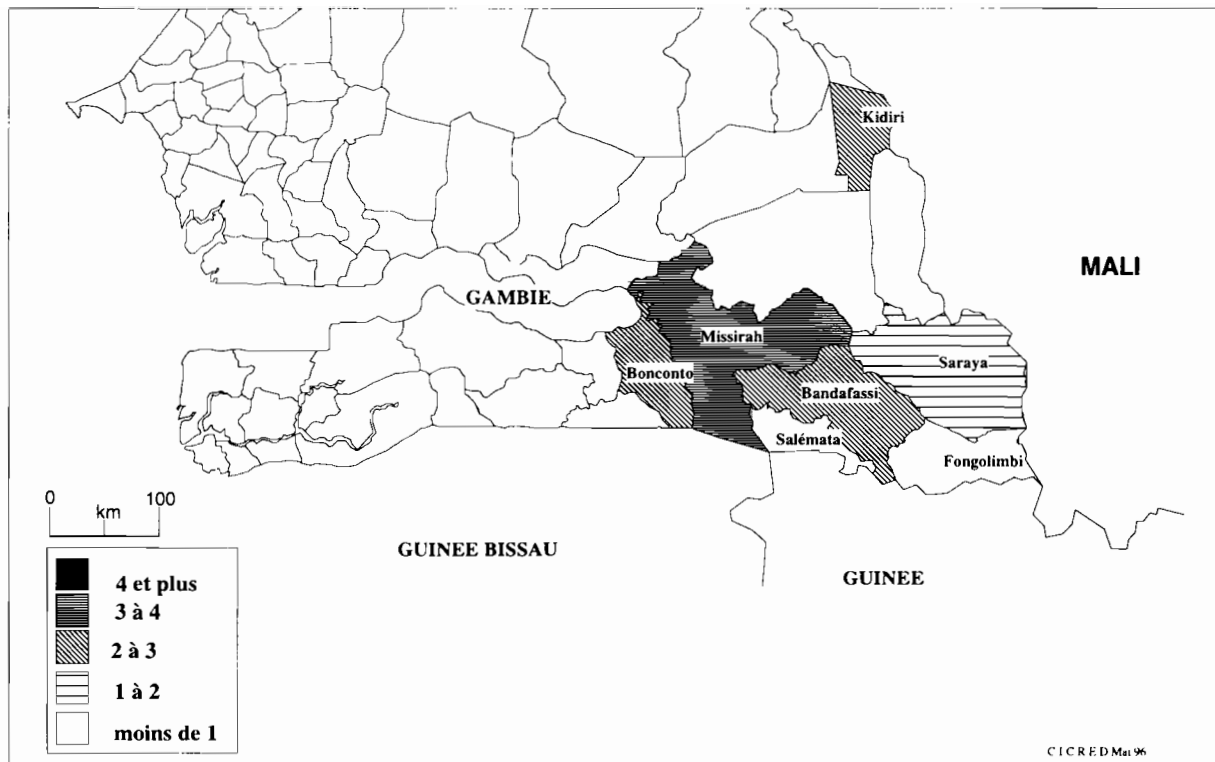 Kidiri
MALI
GAMBIE
Missirah
Saraya
Bonconto
Bandafassi
Salémata
Fongolimbi
0 100
km
GUINEE BISSAU
GUINEE
4 et plus
3 à 4
2 à 3
1 à 2
moins de 1
CICRED Mai 96